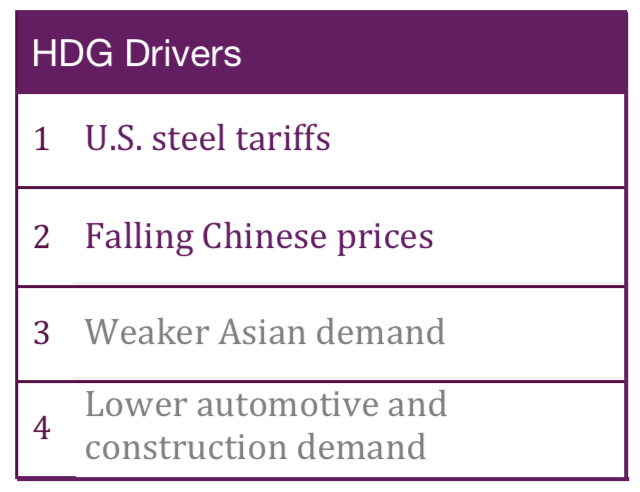 HDG Drivers
1 U.S. steel tariffs
2 Falling Chinese prices
3 Weaker Asian demand
4 Lower automotive and
construction demand